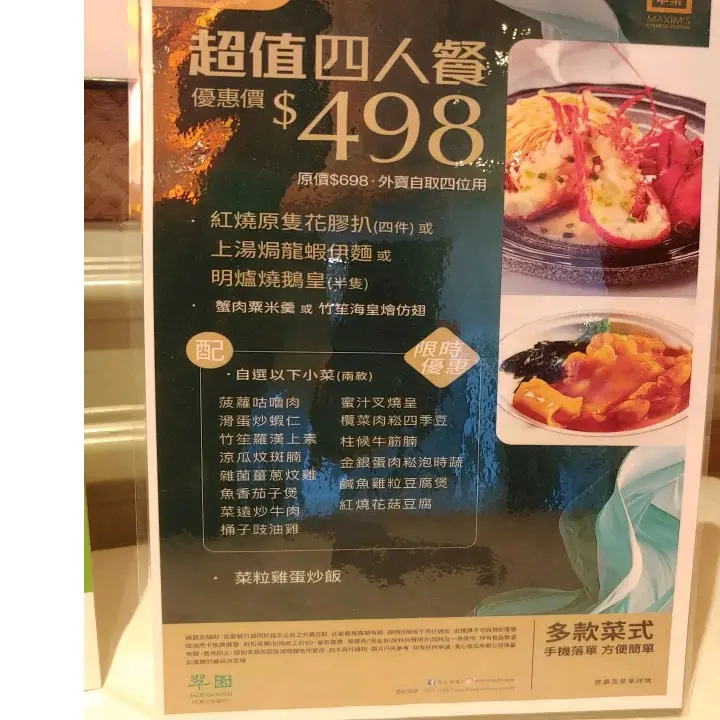 MAXIM'S
CHINESE CUISINE
超值四人餐
優惠價 $498
原價$698·外賣自取四位用
· 紅燒原隻花膠扒(四件) 或
上湯焗龍蝦伊麵 或
明爐燒鵝皇(半隻)
· 蟹肉粟米羹 或 竹笙海皇燴仿翅
配
限時
優惠
· 自選以下小菜(兩款)
菠蘿咕嚕肉 蜜汁叉燒皇
滑蛋炒蝦仁 欖菜肉崧四季豆
竹笙羅漢上素 柱候牛筋腩
涼瓜炆斑腩 金銀蛋肉崧泡時蔬
雜菌薑蔥炆雞 鹹魚雞粒豆腐煲
魚香茄子煲 紅燒花菇豆腐
菜遠炒牛肉
桶子豉油雞
· 菜粒雞蛋炒飯
多款菜式
手機落單 方便簡單
翠園
JADE GARDEN